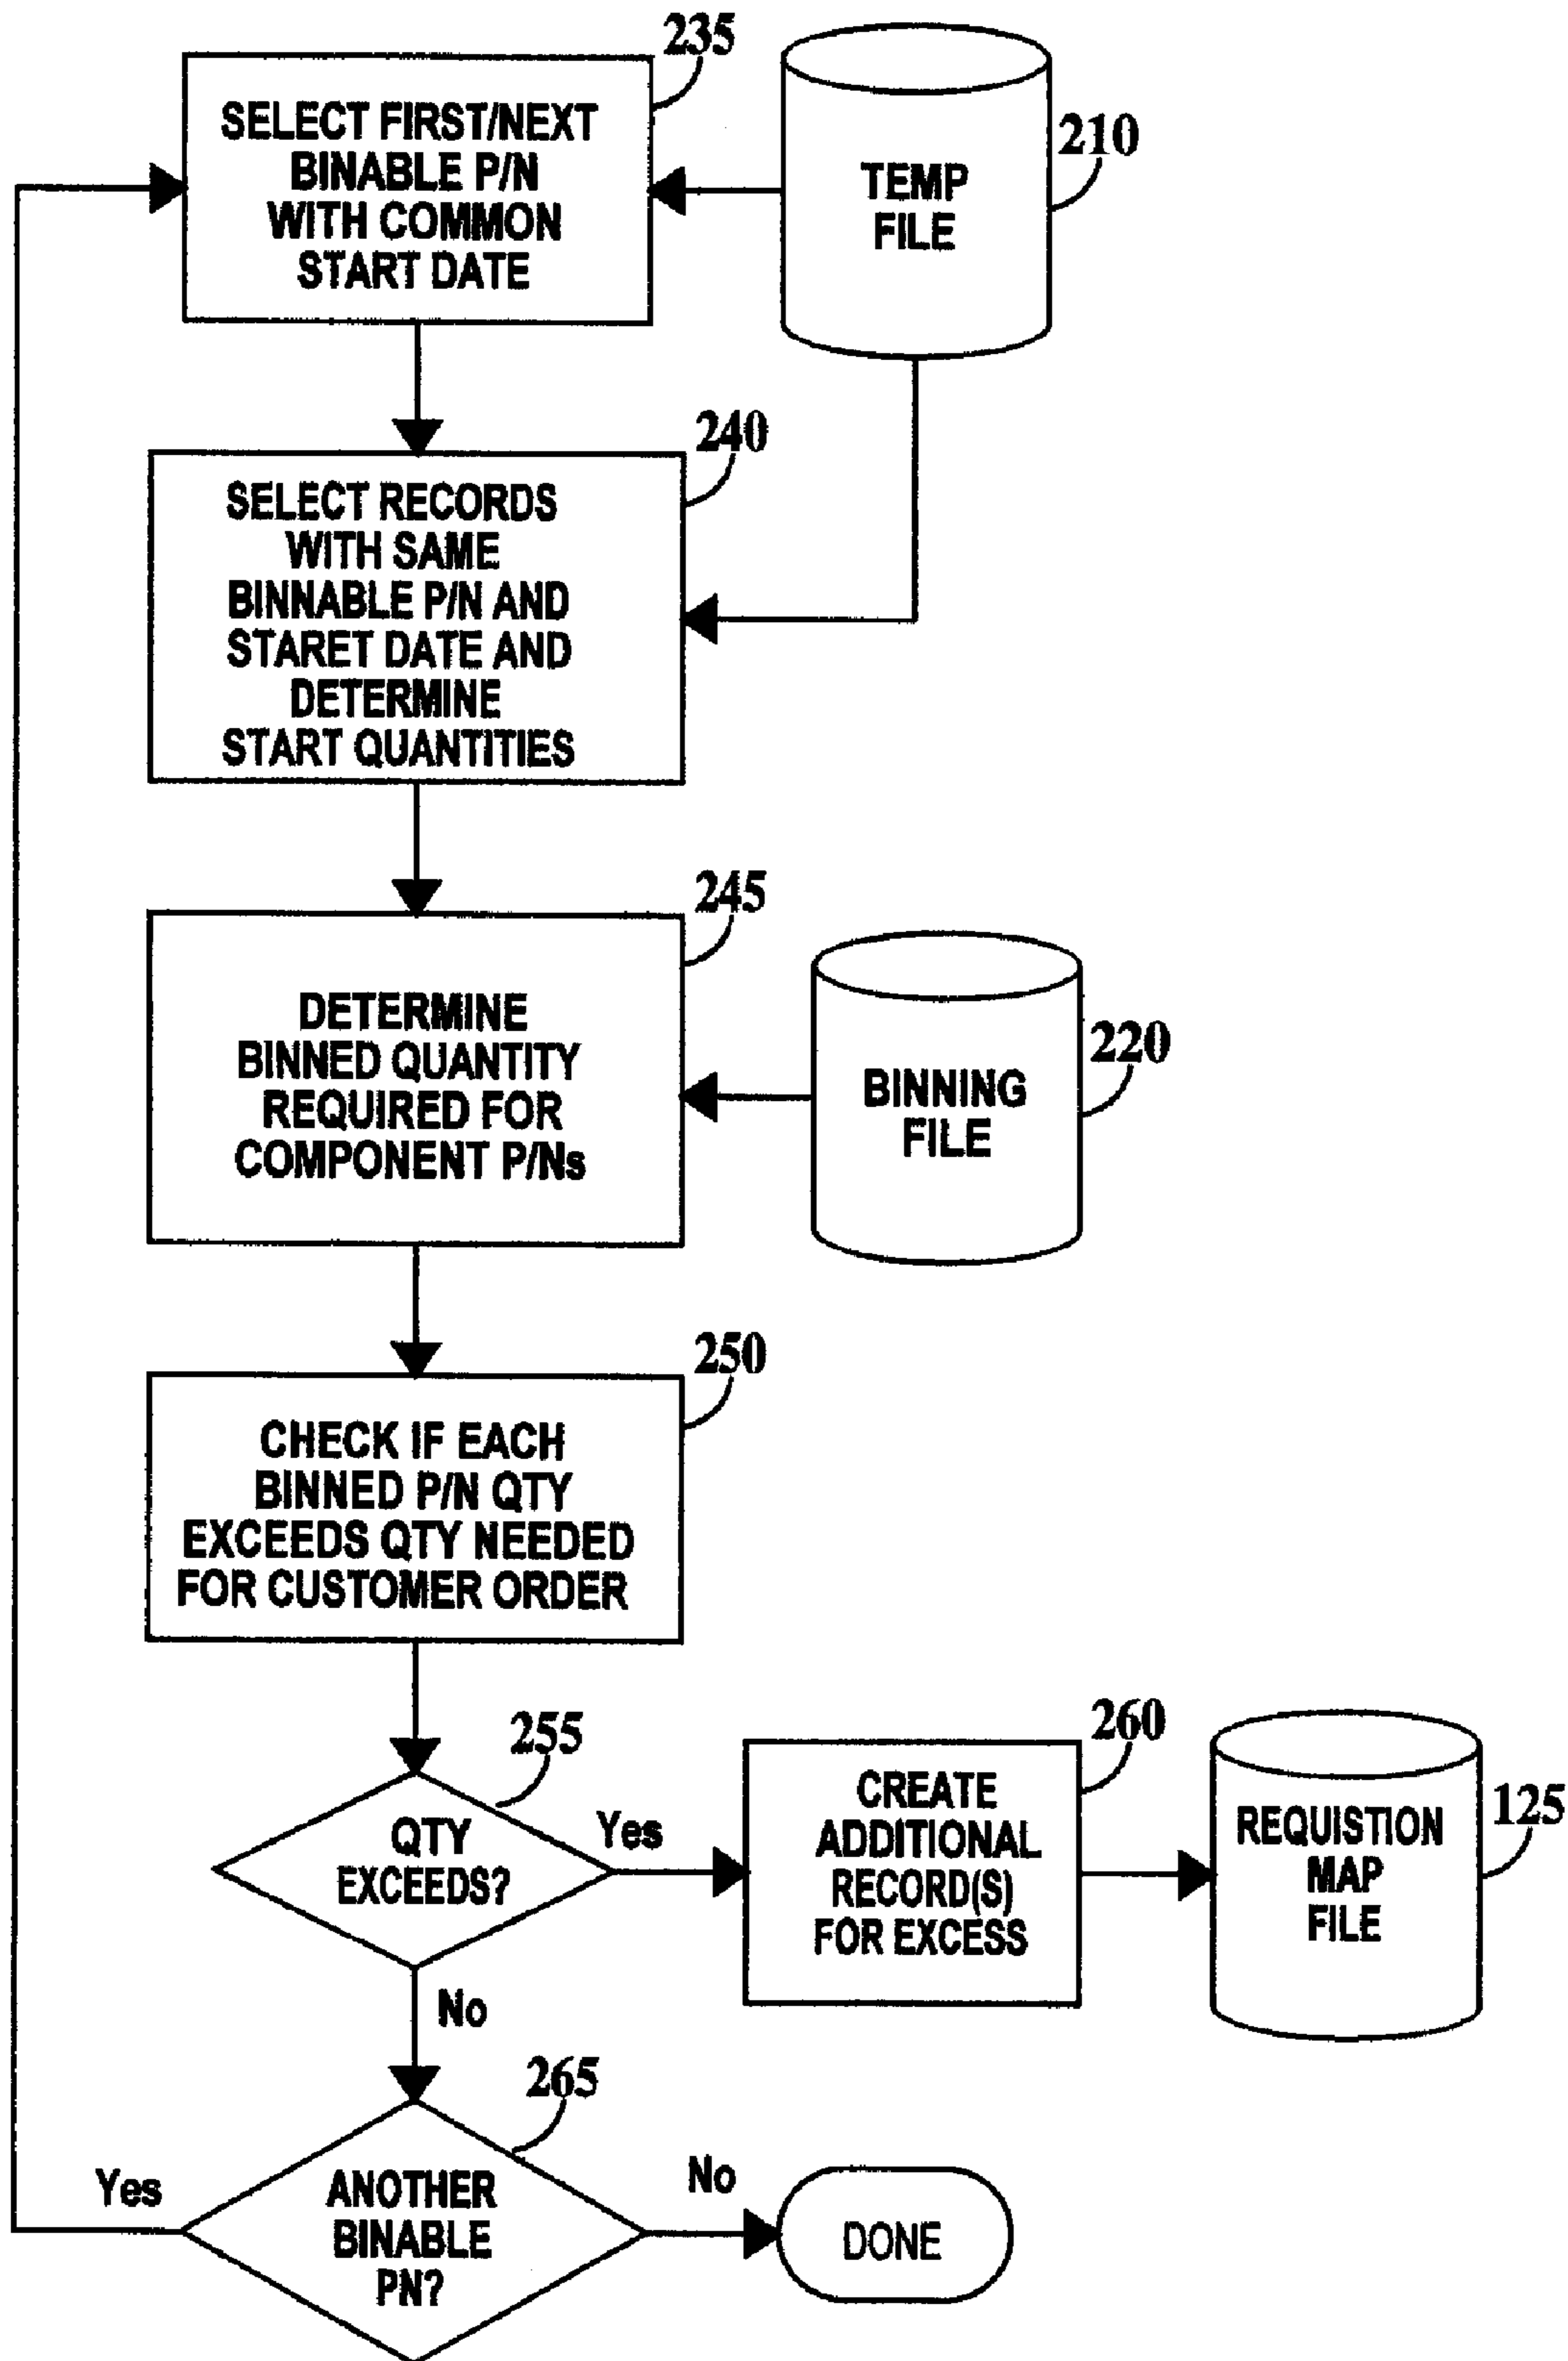 235
SELECT FIRST/NEXT
BINABLE P/N
WITH COMMON
START DATE
TEMP
FILE
210
240
SELECT RECORDS
WITH SAME
BINNABLE P/N AND
STARET DATE AND
DETERMINE
START QUANTITIES
245
DETERMINE
BINNED QUANTITY
REQUIRED FOR
COMPONENT P/Ns
BINNING
FILE
220
250
CHECK IF EACH
BINNED P/N QTY
EXCEEDS QTY NEEDED
FOR CUSTOMER ORDER
255
QTY
EXCEEDS?
Yes
260
CREATE
ADDITIONAL
RECORD(S)
FOR EXCESS
REQUISTION
MAP
FILE
125
No
265
ANOTHER
BINABLE
PN?
Yes
No
DONE